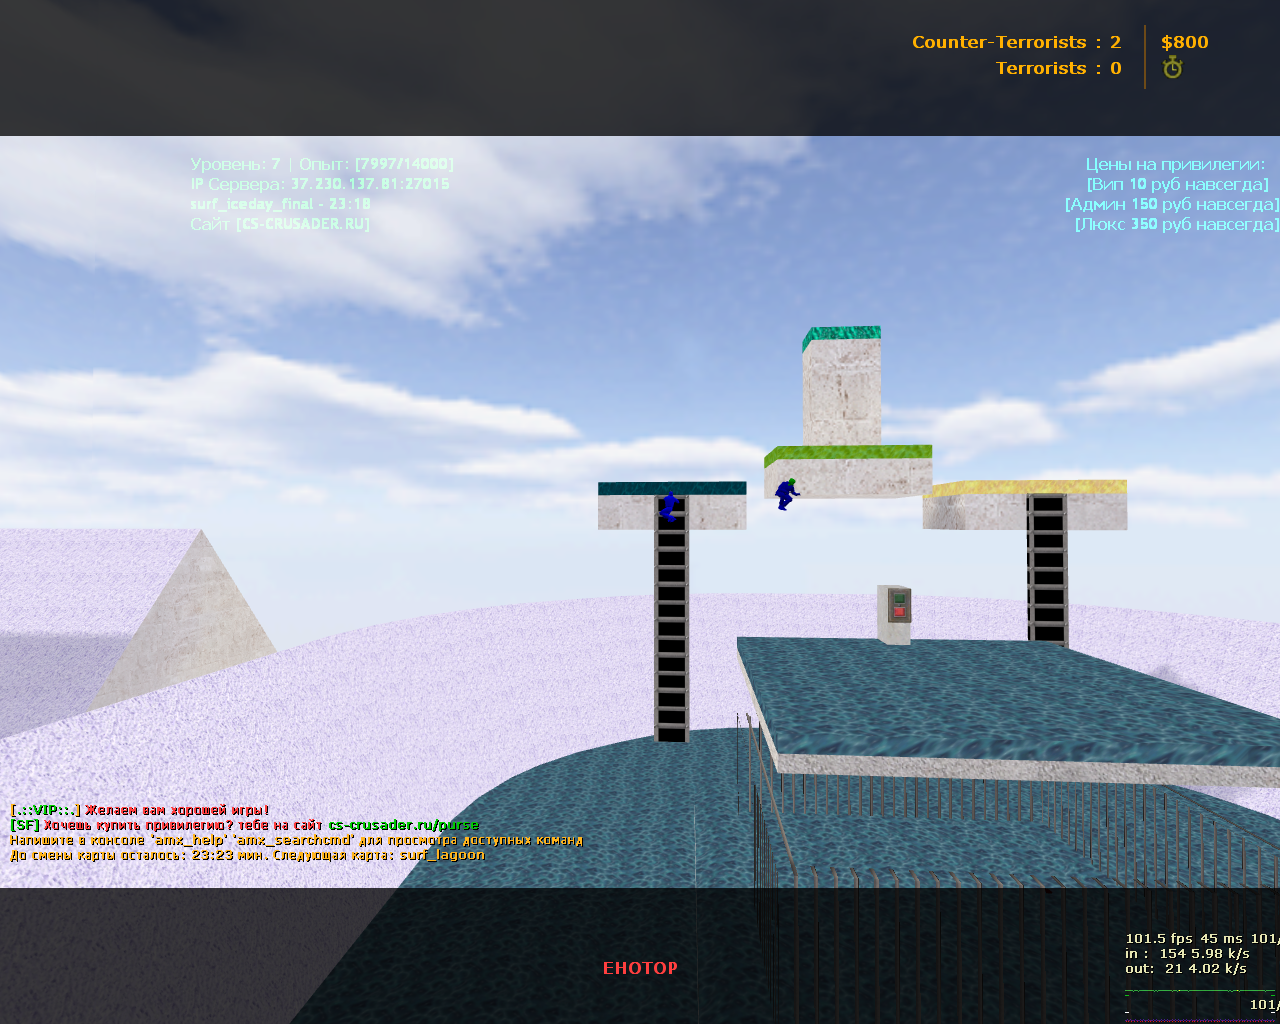 Counter-Terrorists : 2 $800
Terrorists : 0
Уровень: 7 | Опыт: [7997/14000]
IP Сервера: 37.230.137.81:27015
surf_iceday_final - 23:18
Сайт [CS-CRUSADER.RU]
Цены на привилегии:
[Вип 10 руб навсегда]
[Админ 150 руб навсегда]
[Люкс 350 руб навсегда]
[.::VIP::.] Желаем вам хорошей игры!
[SF] Хочешь купить привилегию? тебе на сайт cs-crusader.ru/purse
Напишите в консоле 'amx_help' 'amx_searchcmd' для просмотра доступных команд
До смены карты осталось: 23:23 мин. Следующая карта: surf_lagoon
ЕНОТОР
101.5 fps 45 ms 101/
in : 154 5.98 k/s
out: 21 4.02 k/s
101/